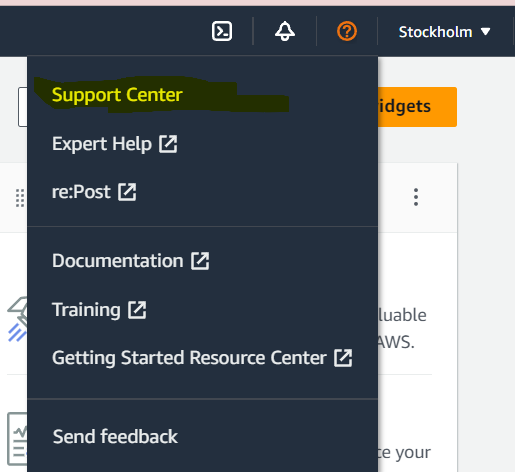 Stockholm ▼
Support Center
idgets
Expert Help
re:Post
Documentation
Training
luable
AWS.
Getting Started Resource Center
Send feedback
ce your